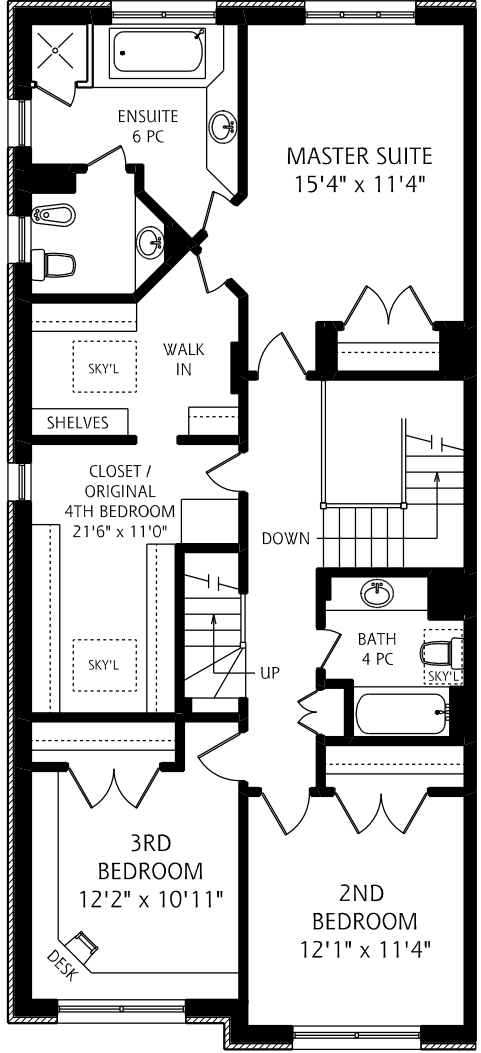 ENSUITE
6 PC
MASTER SUITE
15'4" x 11'4"
WALK
IN
SKY'L
SHELVES
CLOSET /
ORIGINAL
4TH BEDROOM
21'6" x 11'0"
DOWN
BATH
4 PC
SKY'L
SKY'L
UP
3RD
BEDROOM
12'2" x 10'11"
2ND
BEDROOM
12'1" x 11'4"
DESK